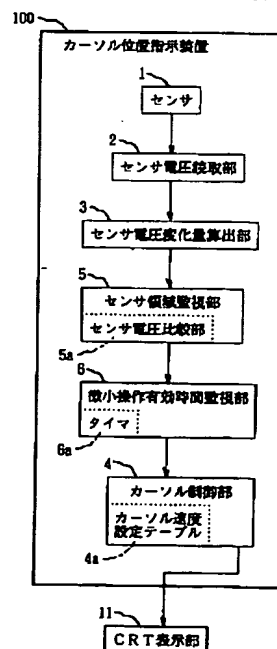 100
カーソル位置指示装置
1
センサ
2
センサ電圧読取部
3
センサ電圧変化量算出部
5
センサ領域監視部
センサ電圧比較部
5a
6
微小操作有効時間監視部
タイマ
6a
4
カーソル制御部
カーソル速度
設定テーブル
4a
11
CRT表示部